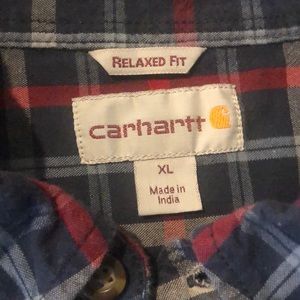 RELAXED FIT
carhartt
XL
Made in
India